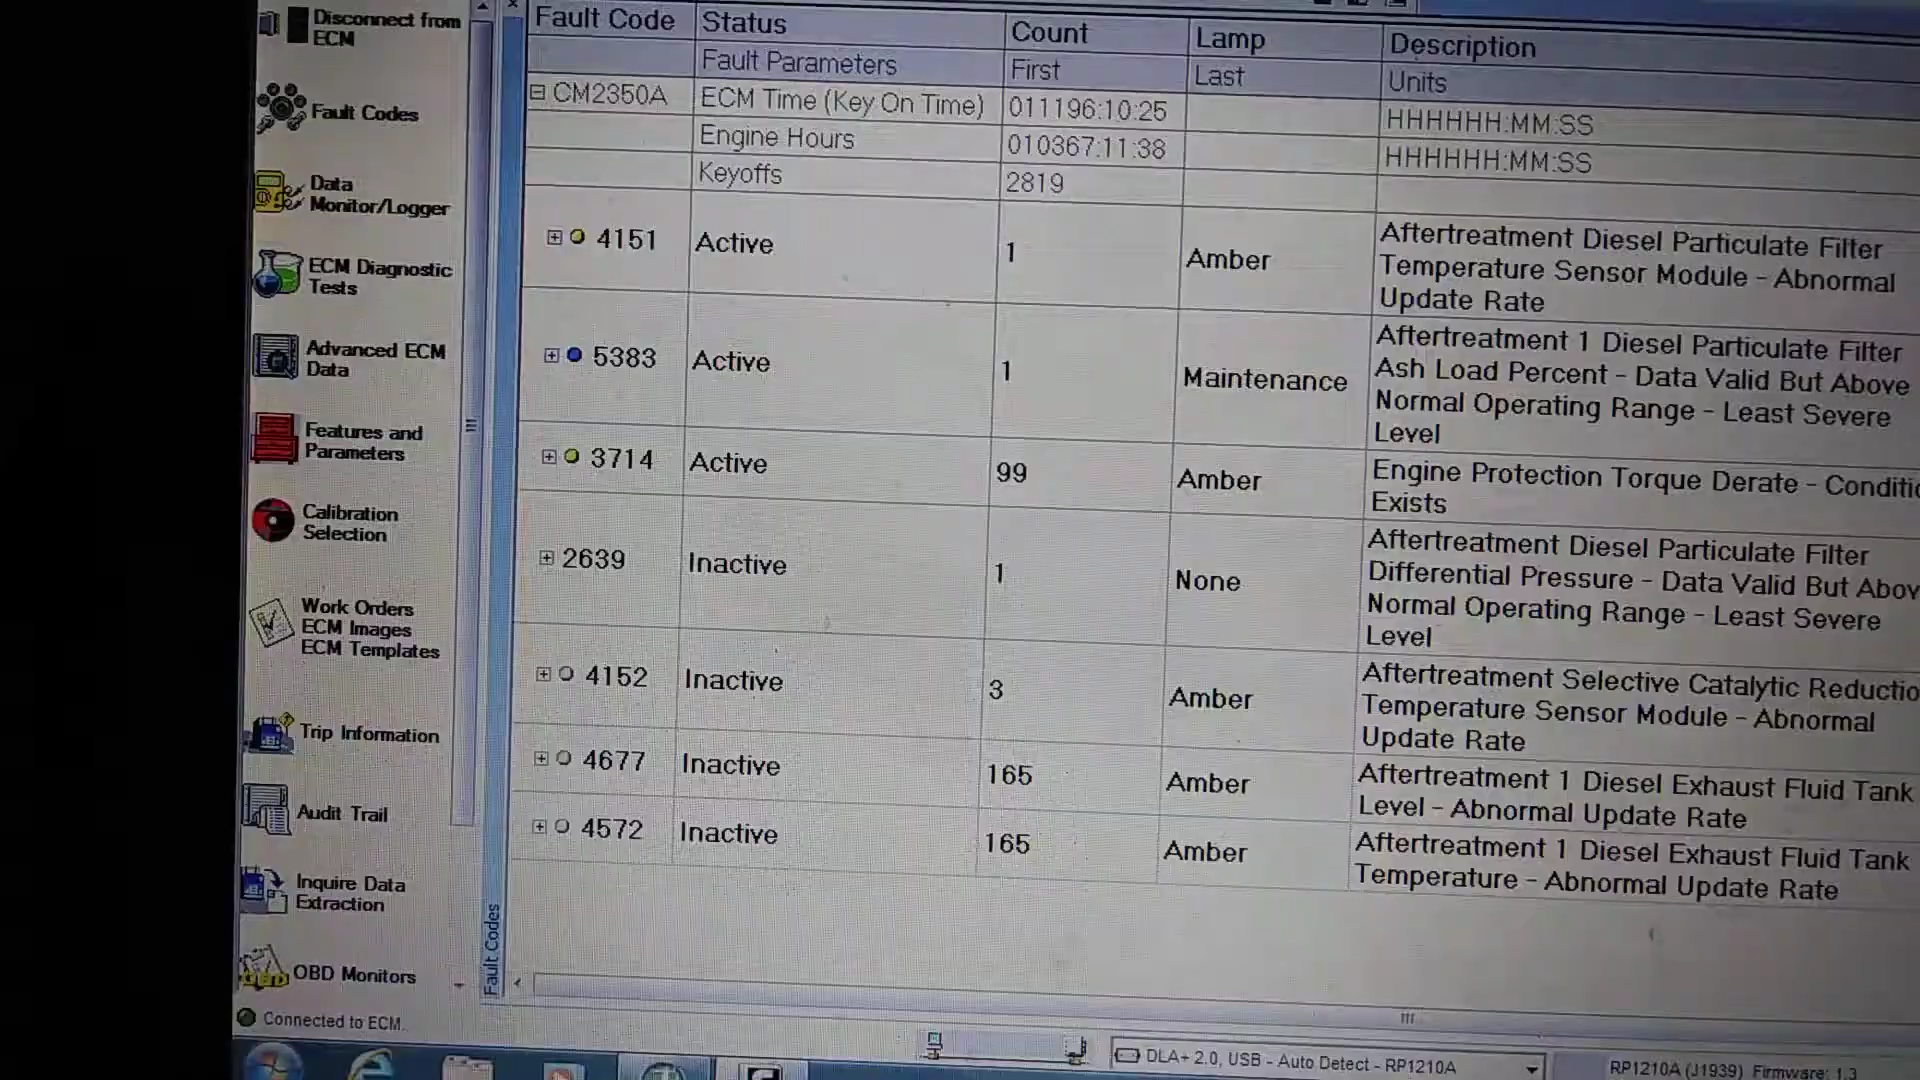 Disconnect from
ECM
Fault Codes
Data
Monitor/Logger
ECM Diagnostic
Tests
Advanced ECM
Data
Features and
Parameters
Calibration
Selection
Work Orders
ECM Images
ECM Templates
Trip Information
Audit Trail
Inquire Data
Extraction
OBD Monitors
Connected to ECM.
Fault Codes
Fault Code Status Count Lamp Description
Fault Parameters First Last Units
CM2350A ECM Time (Key On Time) 011196:10:25 HHHHHH:MM:SS
Engine Hours 010367:11:38 HHHHHH:MM:SS
Keyoffs 2819
4151 Active 1 Amber Aftertreatment Diesel Particulate Filter
Temperature Sensor Module - Abnormal
Update Rate
5383 Active 1 Maintenance Aftertreatment 1 Diesel Particulate Filter
Ash Load Percent - Data Valid But Above
Normal Operating Range - Least Severe
Level
3714 Active 99 Amber Engine Protection Torque Derate - Conditic
Exists
2639 Inactive 1 None Aftertreatment Diesel Particulate Filter
Differential Pressure - Data Valid But Abov
Normal Operating Range - Least Severe
Level
4152 Inactive 3 Amber Aftertreatment Selective Catalytic Reductio
Temperature Sensor Module - Abnormal
Update Rate
4677 Inactive 165 Amber Aftertreatment 1 Diesel Exhaust Fluid Tank
Level - Abnormal Update Rate
4572 Inactive 165 Amber Aftertreatment 1 Diesel Exhaust Fluid Tank
Temperature - Abnormal Update Rate
DLA+ 2.0, USB - Auto Detect - RP1210A
RP1210A (J1939) Firmware: 1.3